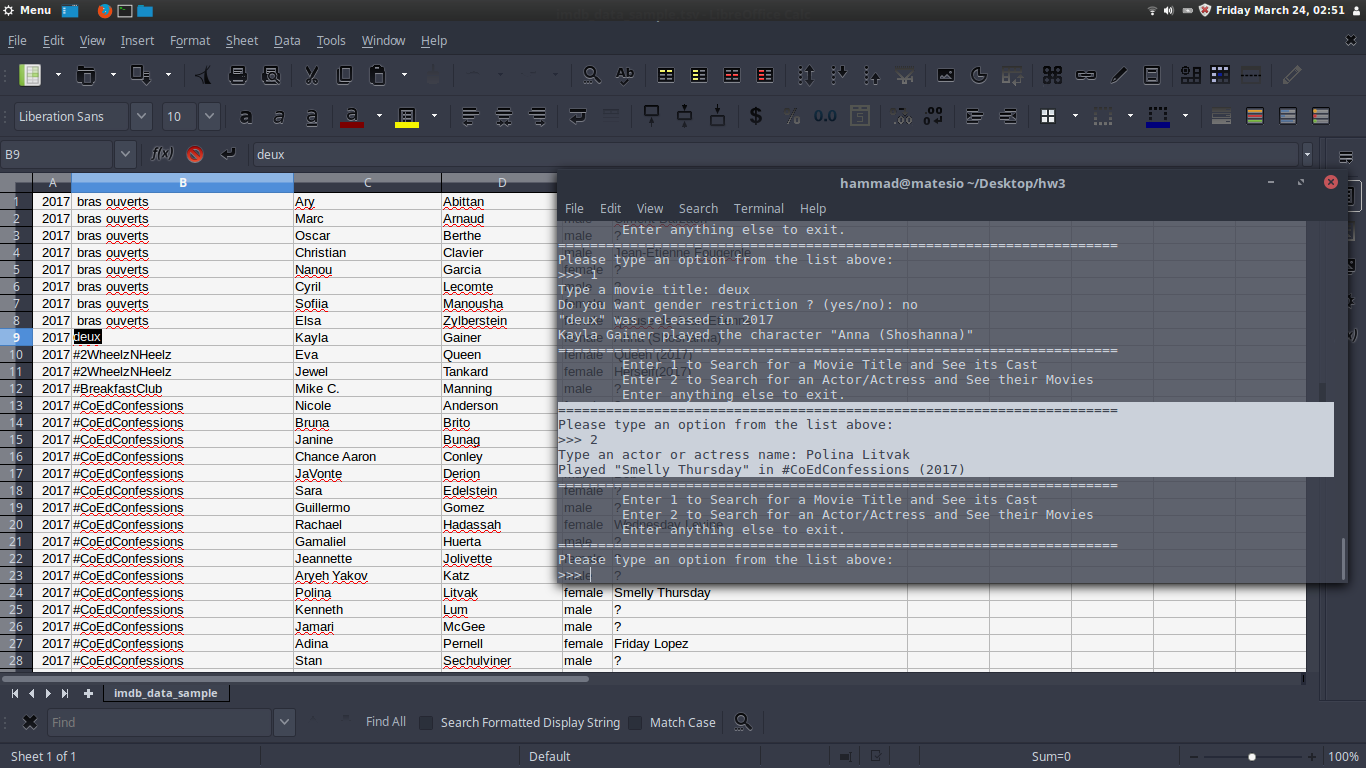 Menu Friday March 24, 02:51
File Edit View Insert Format Sheet Data Tools Window Help
Liberation Sans 10
B9 f(x) deux
A B C D
1 2017 bras ouverts Ary Abittan
2 2017 bras ouverts Marc Arnaud
3 2017 bras ouverts Oscar Berthe
4 2017 bras ouverts Christian Clavier
5 2017 bras ouverts Nanou Garcia
6 2017 bras ouverts Cyril Lecomte
7 2017 bras ouverts Sofiia Manousha
8 2017 bras ouverts Elsa Zylberstein
9 2017 deux Kayla Gainer
10 2017 #2WheelzNHeelz Eva Queen
11 2017 #2WheelzNHeelz Jewel Tankard
12 2017 #BreakfastClub Mike C. Manning
13 2017 #CoEdConfessions Nicole Anderson
14 2017 #CoEdConfessions Bruna Brito
15 2017 #CoEdConfessions Janine Bunag
16 2017 #CoEdConfessions Chance Aaron Conley
17 2017 #CoEdConfessions JaVonte Derion
18 2017 #CoEdConfessions Sara Edelstein
19 2017 #CoEdConfessions Guillermo Gomez
20 2017 #CoEdConfessions Rachael Hadassah
21 2017 #CoEdConfessions Gamaliel Huerta
22 2017 #CoEdConfessions Jeannette Jolivette
23 2017 #CoEdConfessions Aryeh Yakov Katz
24 2017 #CoEdConfessions Polina Litvak female Smelly Thursday
25 2017 #CoEdConfessions Kenneth Lum male ?
26 2017 #CoEdConfessions Jamari McGee male ?
27 2017 #CoEdConfessions Adina Pernell female Friday Lopez
28 2017 #CoEdConfessions Stan Sechulviner male ?
hammad@matesio ~/Desktop/hw3
File Edit View Search Terminal Help
Enter anything else to exit.
======================================================================
Please type an option from the list above:
>>> 1
Type a movie title: deux
Do you want gender restriction ? (yes/no): no
"deux" was released in 2017
Kayla Gainer played the character "Anna (Shoshanna)"
======================================================================
Enter 1 to Search for a Movie Title and See its Cast
Enter 2 to Search for an Actor/Actress and See their Movies
Enter anything else to exit.
======================================================================
Please type an option from the list above:
>>> 2
Type an actor or actress name: Polina Litvak
Played "Smelly Thursday" in #CoEdConfessions (2017)
======================================================================
Enter 1 to Search for a Movie Title and See its Cast
Enter 2 to Search for an Actor/Actress and See their Movies
Enter anything else to exit.
======================================================================
Please type an option from the list above:
>>>
imdb_data_sample
Find Find All Search Formatted Display String Match Case
Sheet 1 of 1 Default Sum=0 100%